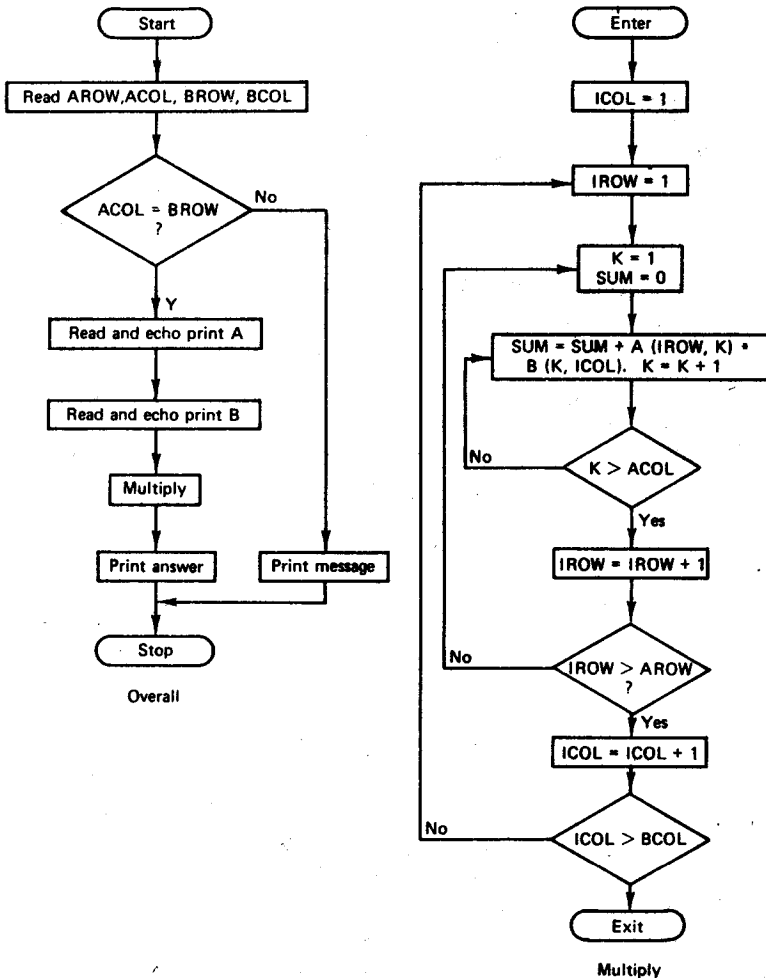 Start
Read AROW,ACOL, BROW, BCOL
ACOL = BROW
?
No
Y
Read and echo print A
Read and echo print B
Multiply
Print answer
Print message
Stop
Overall
Enter
ICOL = 1
IROW = 1
K = 1
SUM = 0
SUM = SUM + A (IROW, K) *
B (K, ICOL). K = K + 1
K > ACOL
No
Yes
IROW = IROW + 1
IROW > AROW
?
No
Yes
ICOL = ICOL + 1
ICOL > BCOL
No
Exit
Multiply